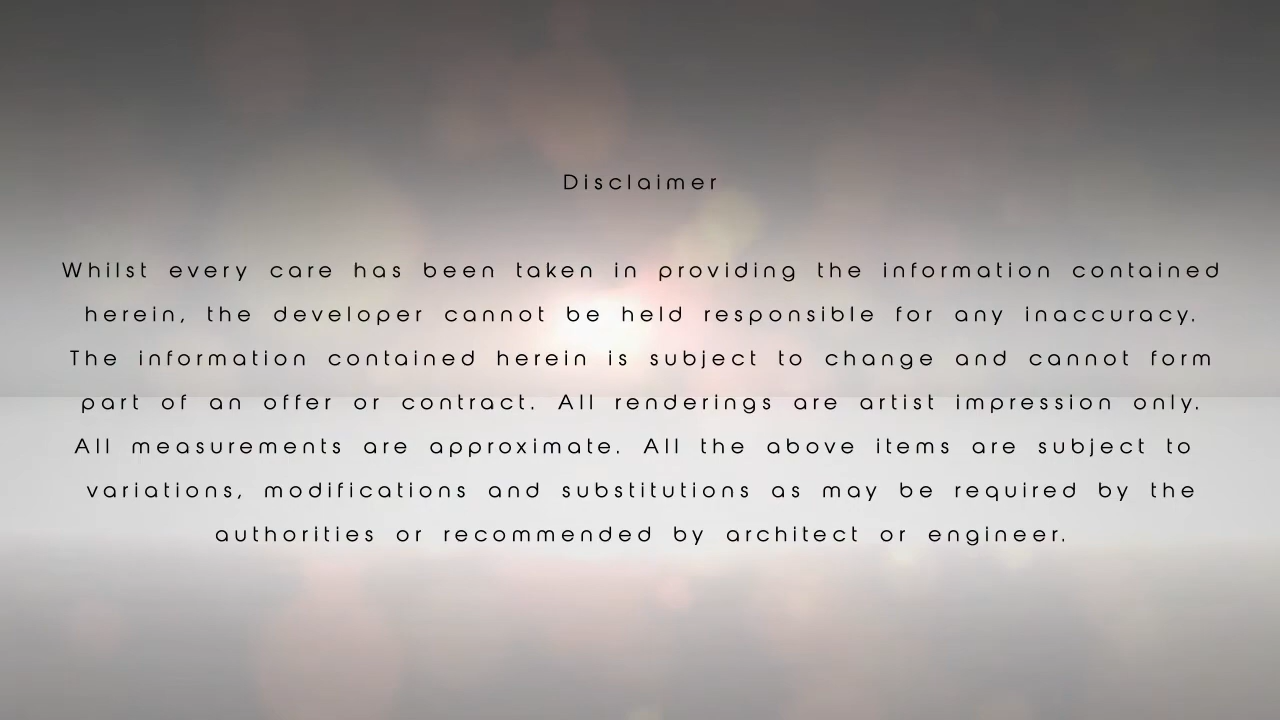 Disclaimer
Whilst every care has been taken in providing the information contained
herein, the developer cannot be held responsible for any inaccuracy.
The information contained herein is subject to change and cannot form
part of an offer or contract. All renderings are artist impression only.
All measurements are approximate. All the above items are subject to
variations, modifications and substitutions as may be required by the
authorities or recommended by architect or engineer.